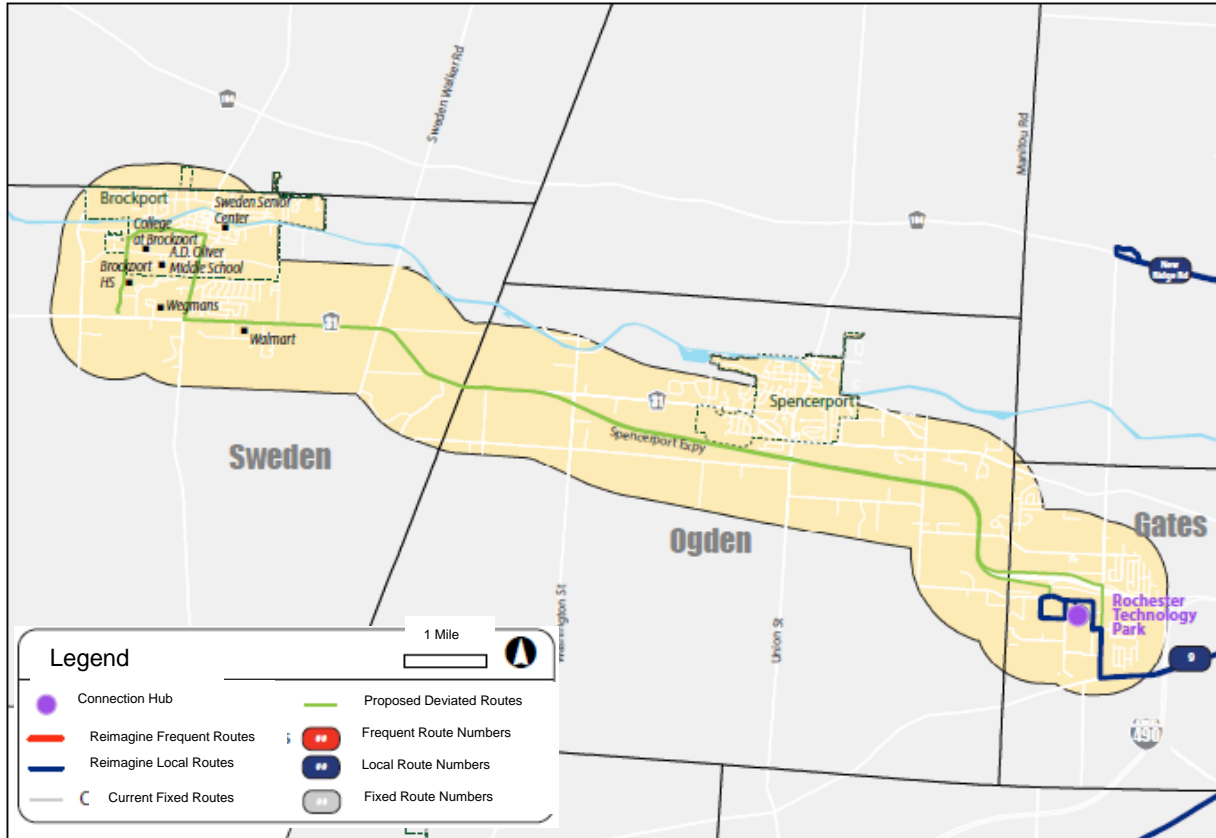 Sweden Walker Rd
Manitou Rd
104
104
Brockport
Sweden Senior
Center
College
at Brockport
A.D. Oliver
Middle School
Brockport
HS
Wegmans
Walmart
31
31
New
Ridge Rd
Spencerport
Spencerport Expy
Sweden
Ogden
Gates
Rochester
Technology
Park
9
490
Union St
Legend
1 Mile
Connection Hub
Proposed Deviated Routes
Reimagine Frequent Routes
Frequent Route Numbers
Reimagine Local Routes
Local Route Numbers
Current Fixed Routes
Fixed Route Numbers
##
##
##